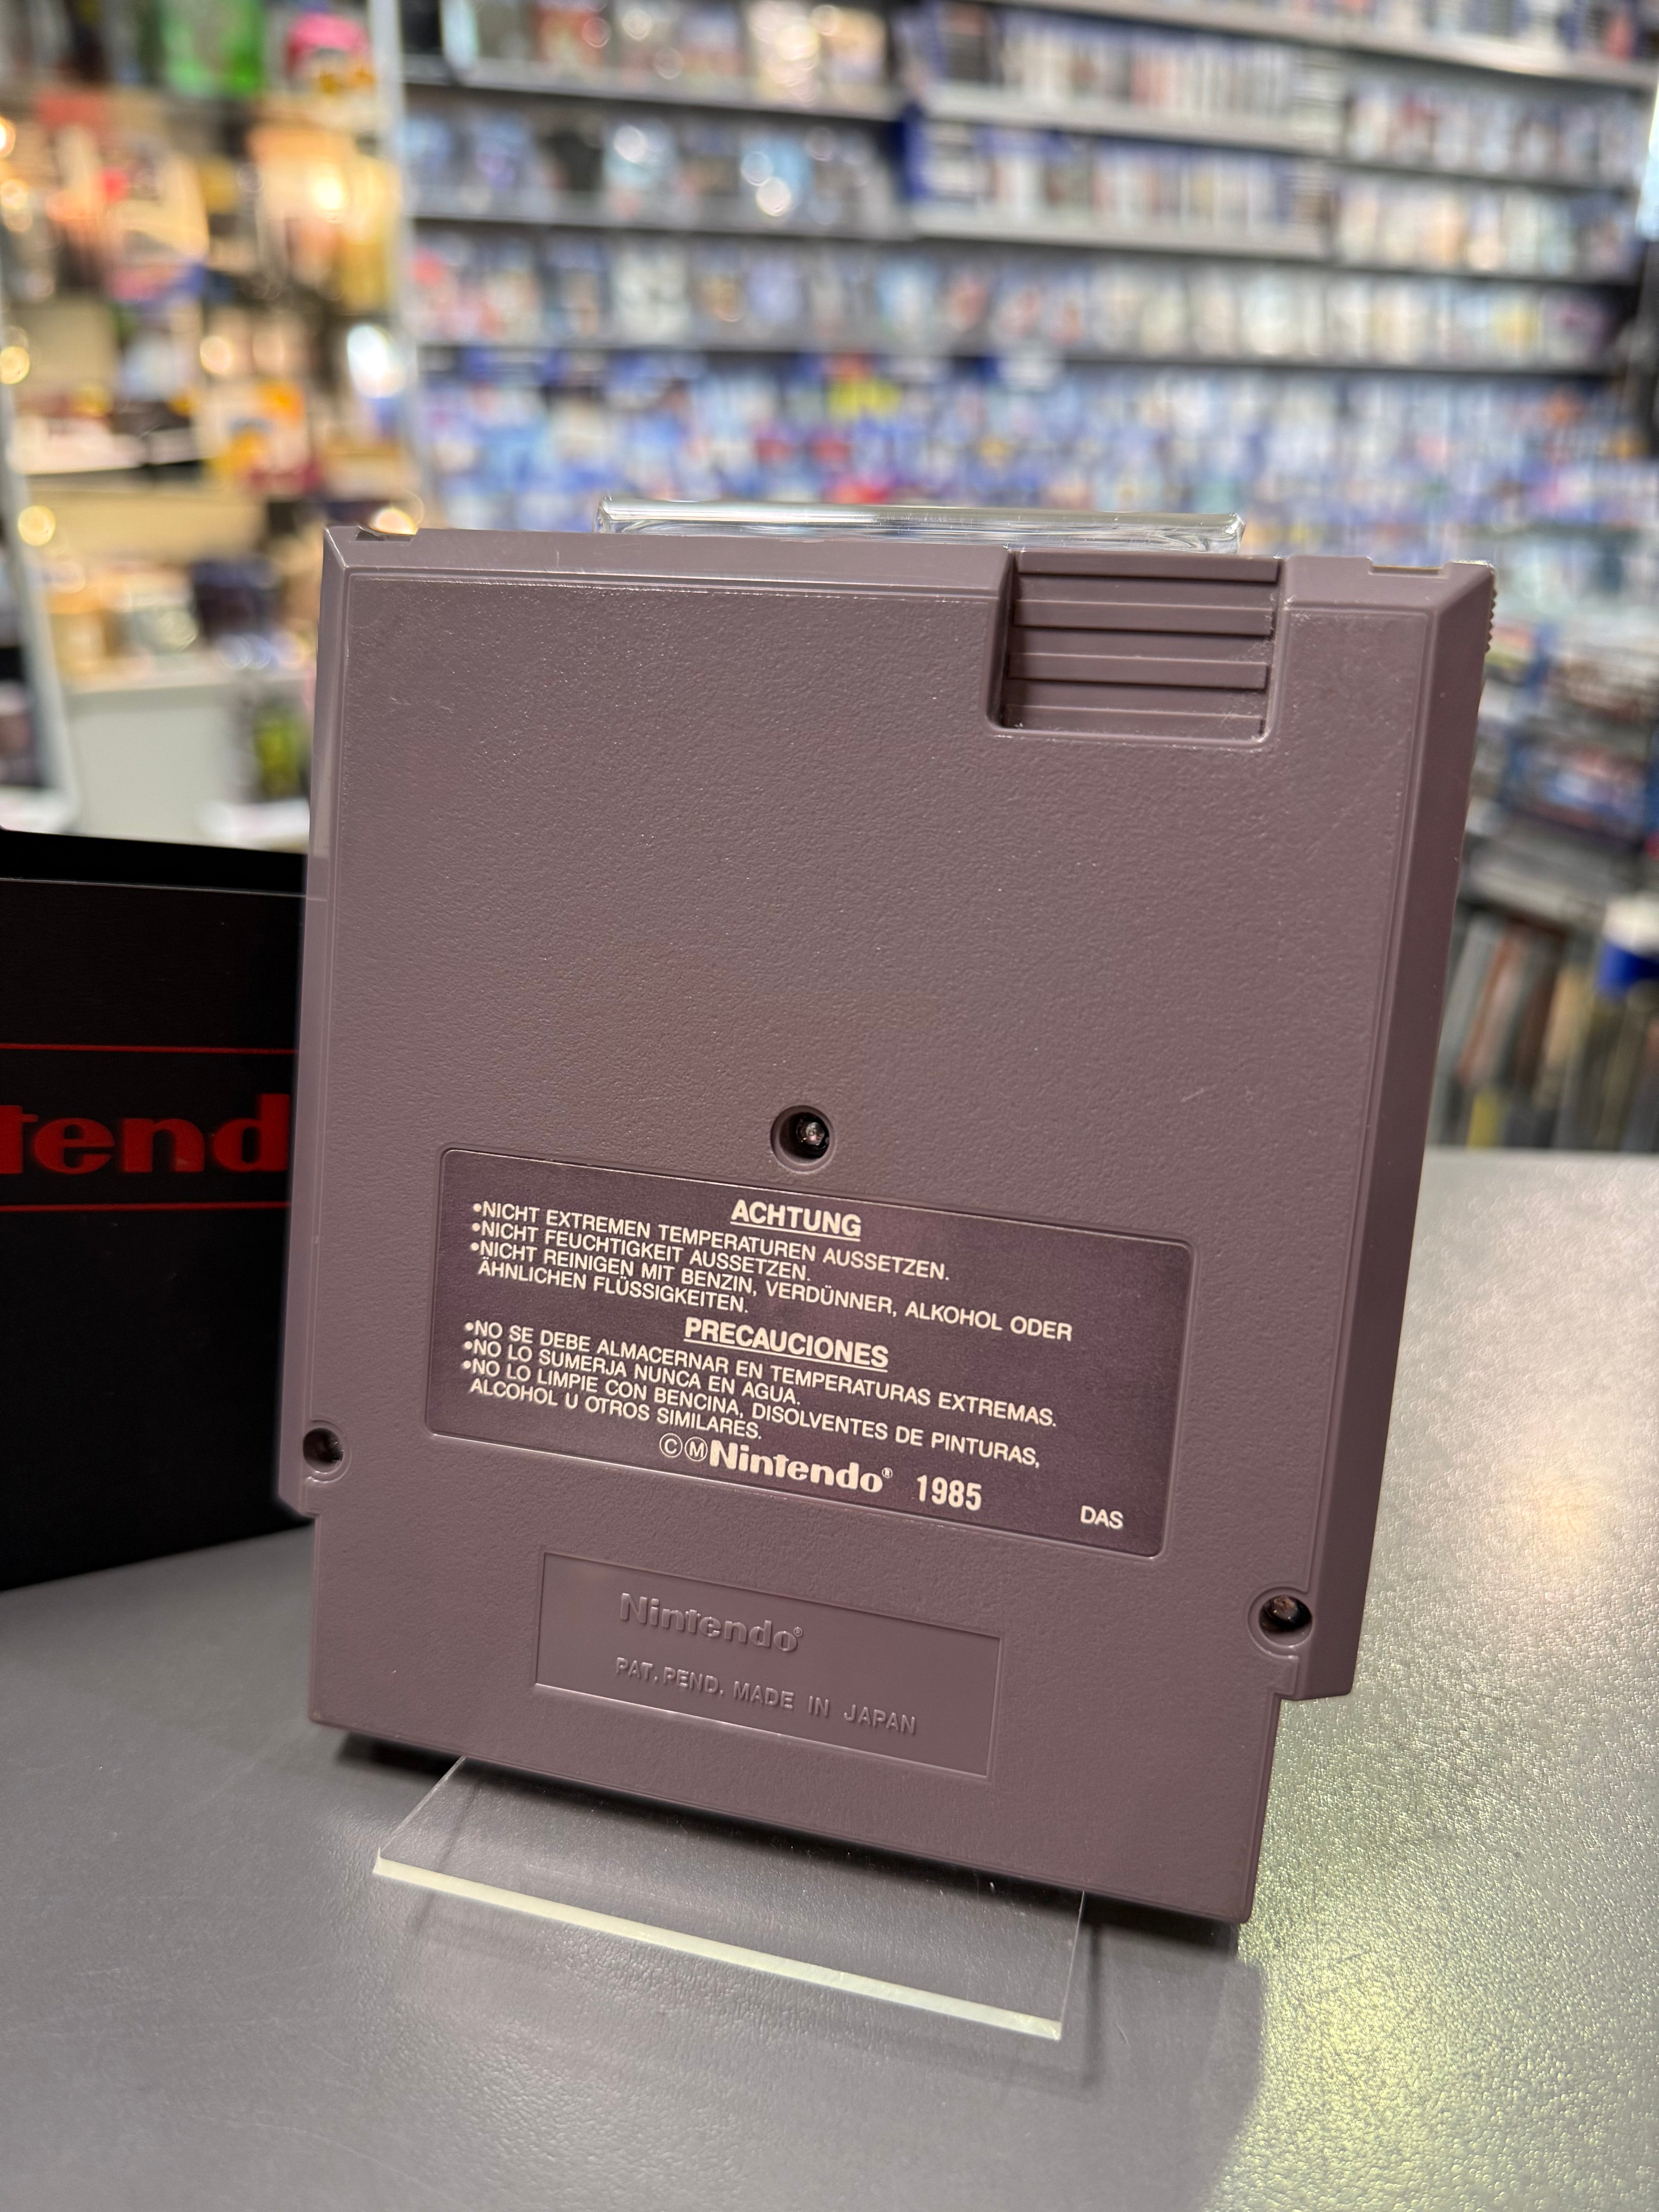 tend
ACHTUNG
•NICHT EXTREMEN TEMPERATUREN AUSSETZEN.
•NICHT FEUCHTIGKEIT AUSSETZEN.
•NICHT REINIGEN MIT BENZIN, VERDÜNNER, ALKOHOL ODER
ÄHNLICHEN FLÜSSIGKEITEN.
PRECAUCIONES
•NO SE DEBE ALMACERNAR EN TEMPERATURAS EXTREMAS.
•NO LO SUMERJA NUNCA EN AGUA.
•NO LO LIMPIE CON BENCINA, DISOLVENTES DE PINTURAS,
ALCOHOL U OTROS SIMILARES.
ⒸⓂNintendo® 1985
DAS
Nintendo®
PAT. PEND. MADE IN JAPAN